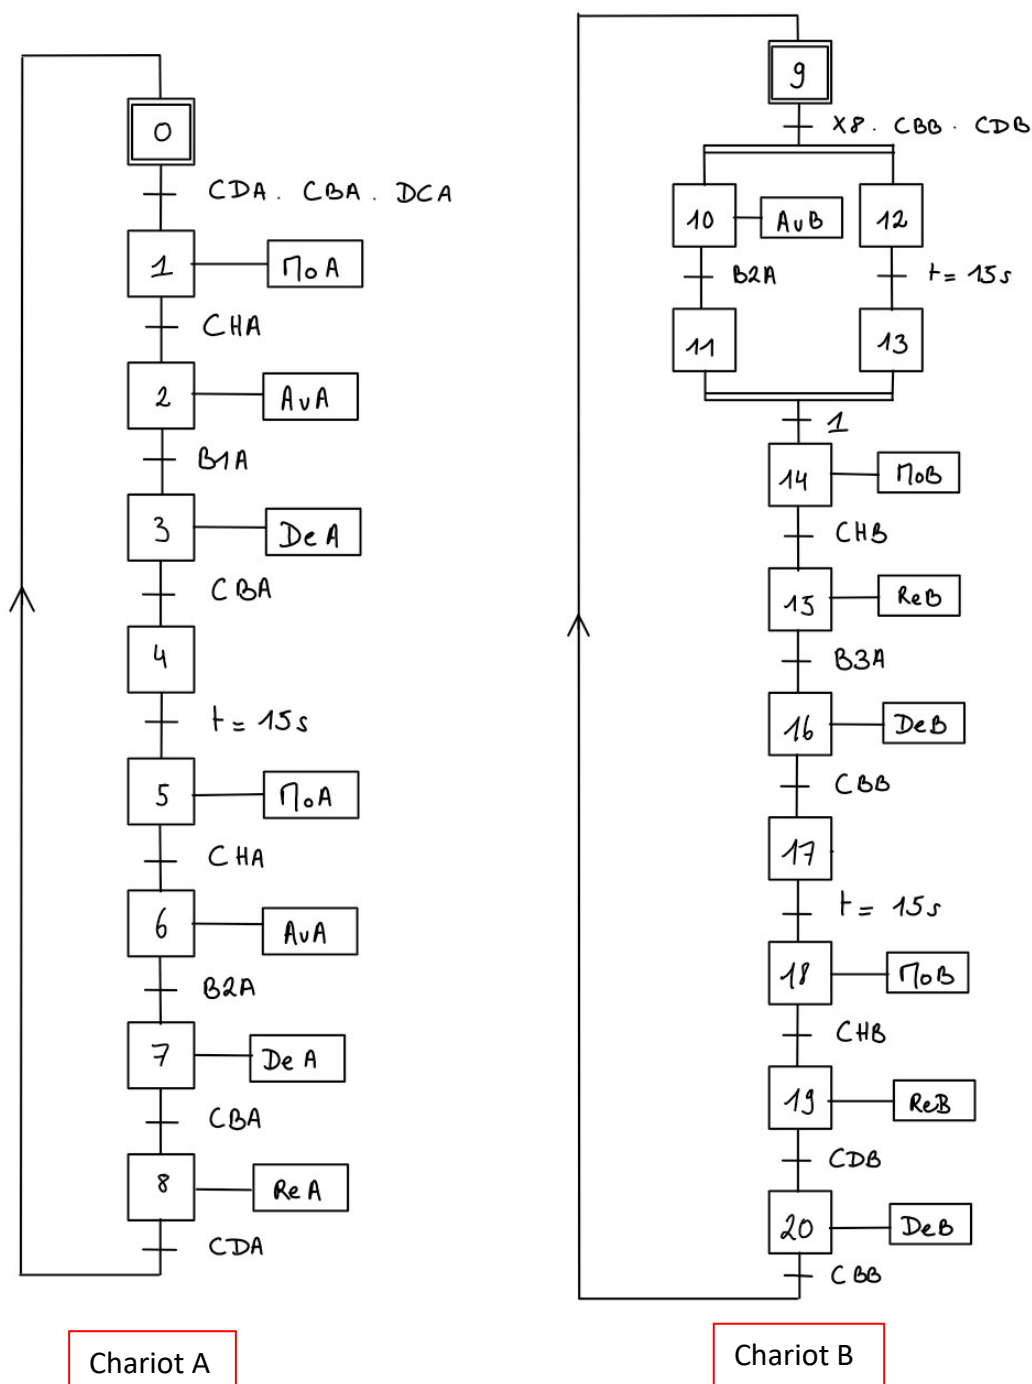 0
CDA . CBA . DCA
1
MoA
CHA
2
AvA
B1A
3
DeA
CBA
4
t = 15s
5
MoA
CHA
6
AvA
B2A
7
DeA
CBA
8
ReA
CDA
Chariot A
9
X8 . CBB . CDB
10
AvB
12
B2A
t = 15s
11
13
1
14
MoB
CHB
15
ReB
B3A
16
DeB
CBB
17
t = 15s
18
MoB
CHB
19
ReB
CDB
20
DeB
CBB
Chariot B